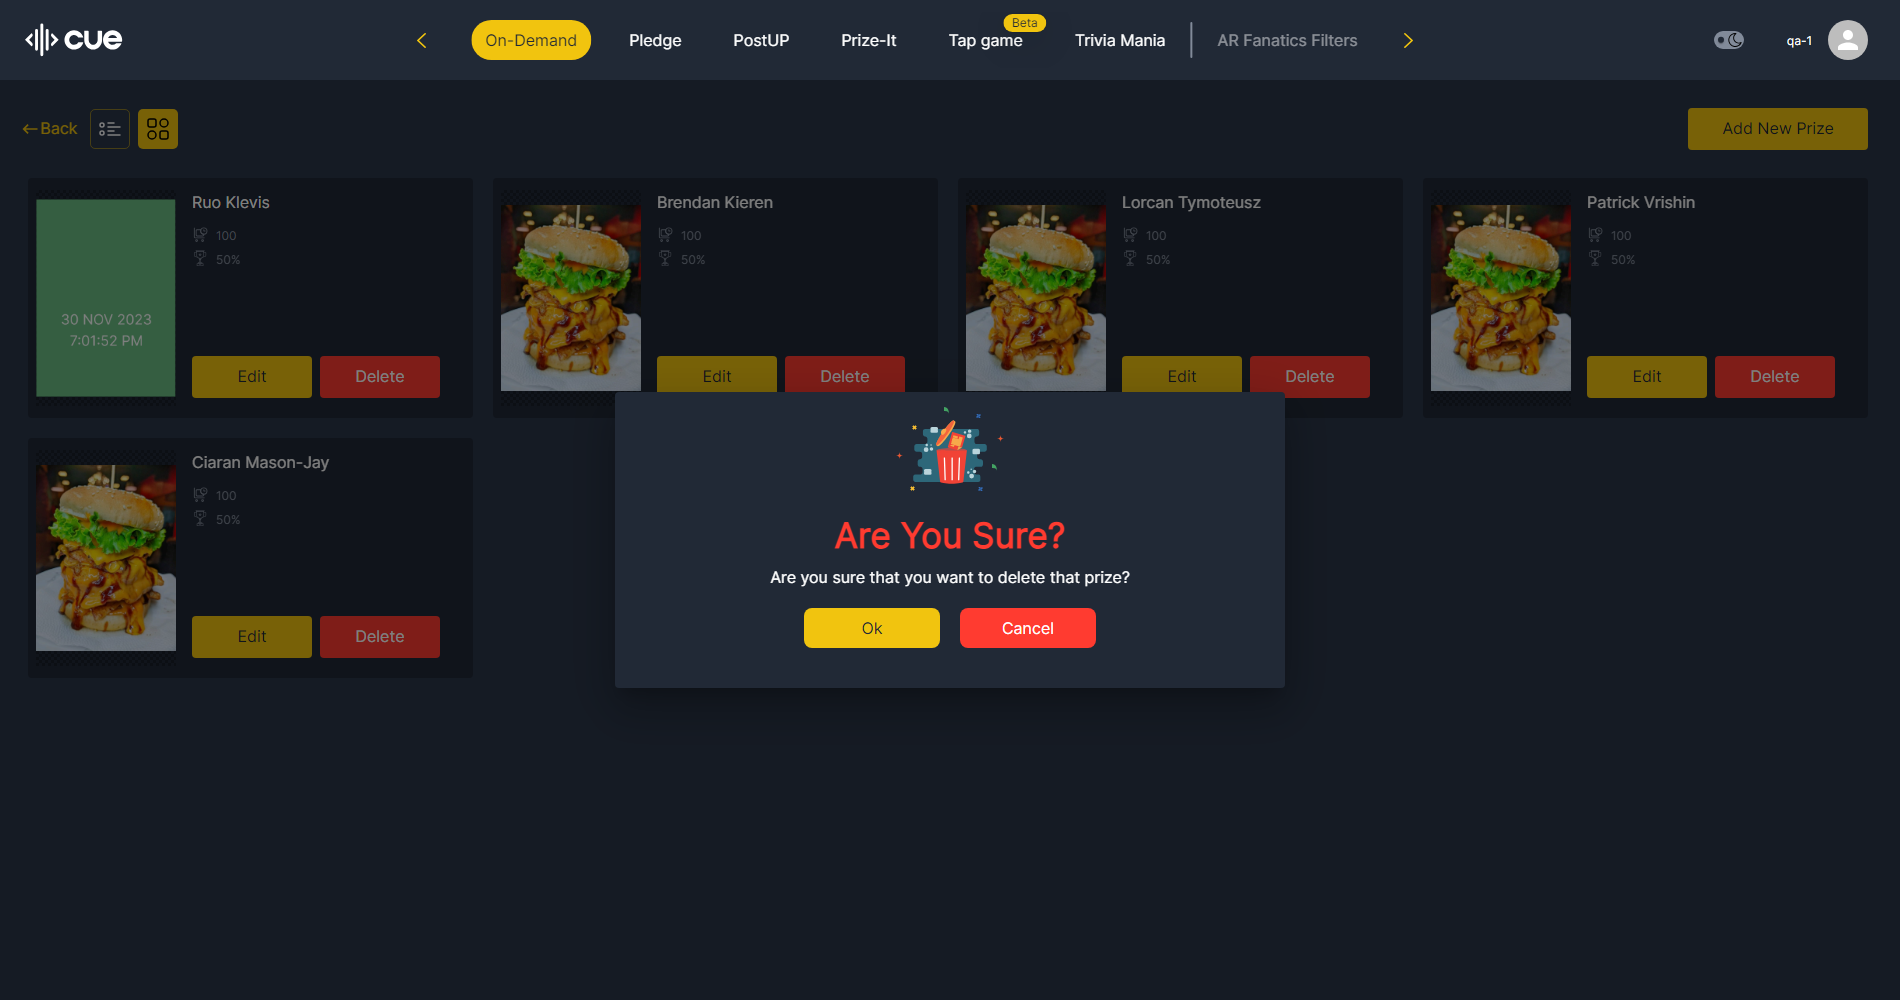 cue
On-Demand
Pledge
PostUP
Prize-It
Beta
Tap game
Trivia Mania
AR Fanatics Filters
qa-1
Back
Add New Prize
Ruo Klevis
100
50%
30 NOV 2023
7:01:52 PM
Edit
Delete
Brendan Kieren
100
50%
Edit
Delete
Lorcan Tymoteusz
100
50%
Edit
Delete
Patrick Vrishin
100
50%
Edit
Delete
Ciaran Mason-Jay
100
50%
Edit
Delete
Are You Sure?
Are you sure that you want to delete that prize?
Ok
Cancel